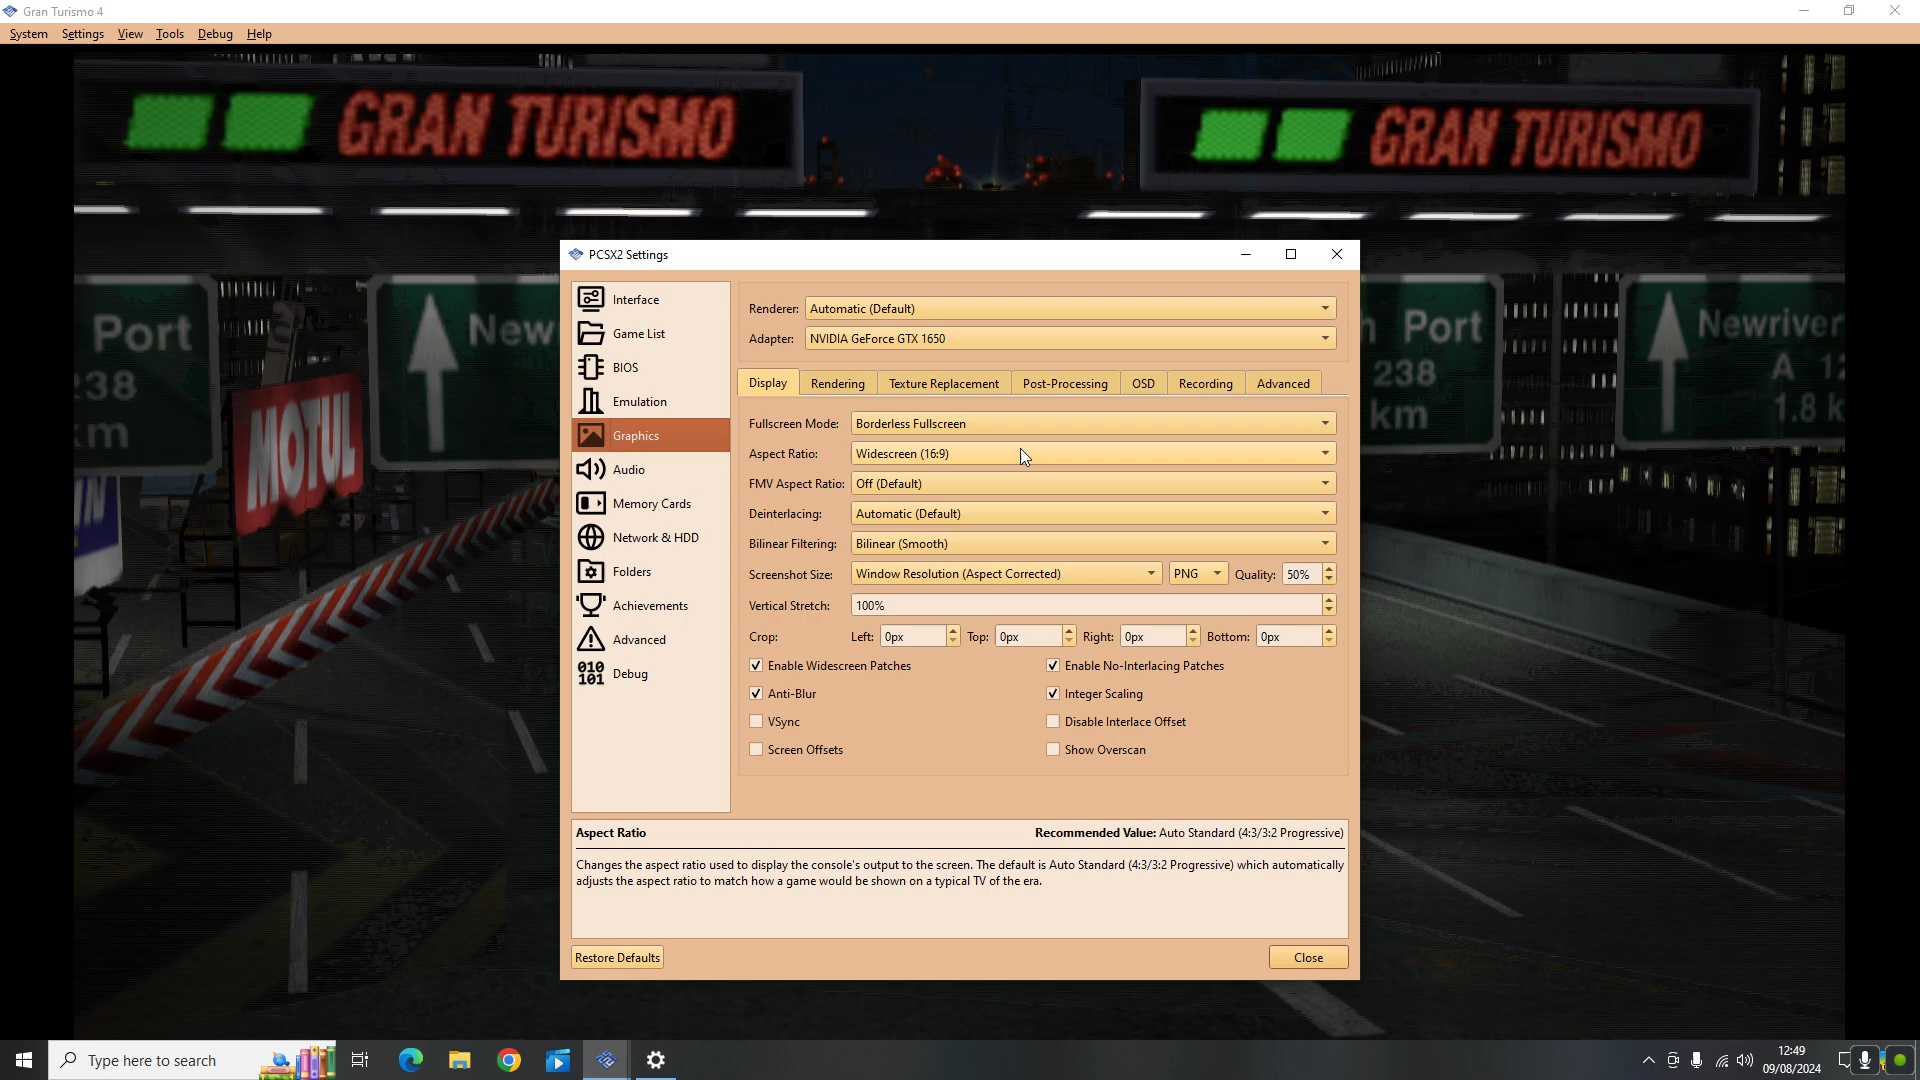 Gran Turismo 4
System Settings View Tools Debug Help
GRAN TURISMO
GRAN TURISMO
Port
238
km
Newr
MOTUL
Port
238
km
Newriver
1.8 k
PCSX2 Settings
Interface
Game List
BIOS
Emulation
Graphics
Audio
Memory Cards
Network & HDD
Folders
Achievements
Advanced
Debug
Renderer: Automatic (Default)
Adapter: NVIDIA GeForce GTX 1650
Display Rendering Texture Replacement Post-Processing OSD Recording Advanced
Fullscreen Mode: Borderless Fullscreen
Aspect Ratio: Widescreen (16:9)
FMV Aspect Ratio: Off (Default)
Deinterlacing: Automatic (Default)
Bilinear Filtering: Bilinear (Smooth)
Screenshot Size: Window Resolution (Aspect Corrected) PNG Quality: 50%
Vertical Stretch: 100%
Crop: Left: 0px Top: 0px Right: 0px Bottom: 0px
Enable Widescreen Patches Enable No-Interlacing Patches
Anti-Blur Integer Scaling
VSync Disable Interlace Offset
Screen Offsets Show Overscan
Aspect Ratio Recommended Value: Auto Standard (4:3/3:2 Progressive)
Changes the aspect ratio used to display the console's output to the screen. The default is Auto Standard (4:3/3:2 Progressive) which automatically
adjusts the aspect ratio to match how a game would be shown on a typical TV of the era.
Restore Defaults Close
Type here to search
12:49
09/08/2024